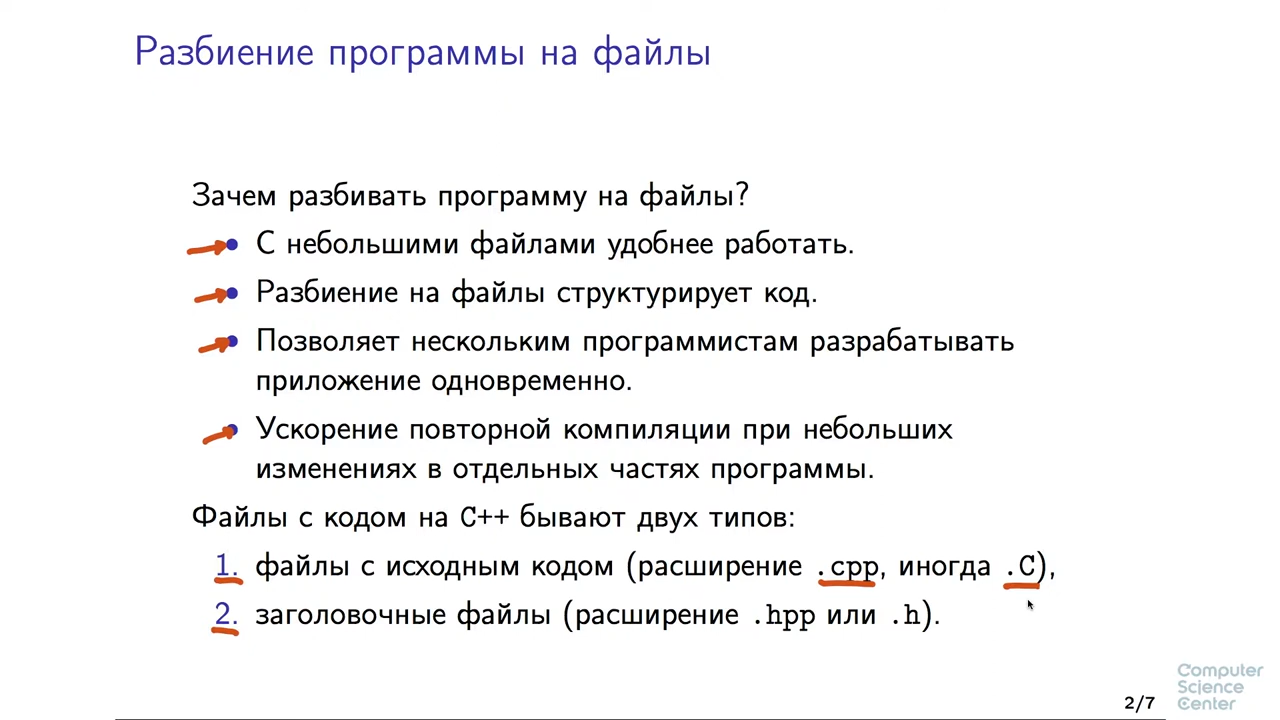 Разбиение программы на файлы
Зачем разбивать программу на файлы?
• С небольшими файлами удобнее работать.
• Разбиение на файлы структурирует код.
• Позволяет нескольким программистам разрабатывать
приложение одновременно.
• Ускорение повторной компиляции при небольших
изменениях в отдельных частях программы.
Файлы с кодом на C++ бывают двух типов:
1. файлы с исходным кодом (расширение .cpp, иногда .C),
2. заголовочные файлы (расширение .hpp или .h).
2/7
Computer
Science
Center